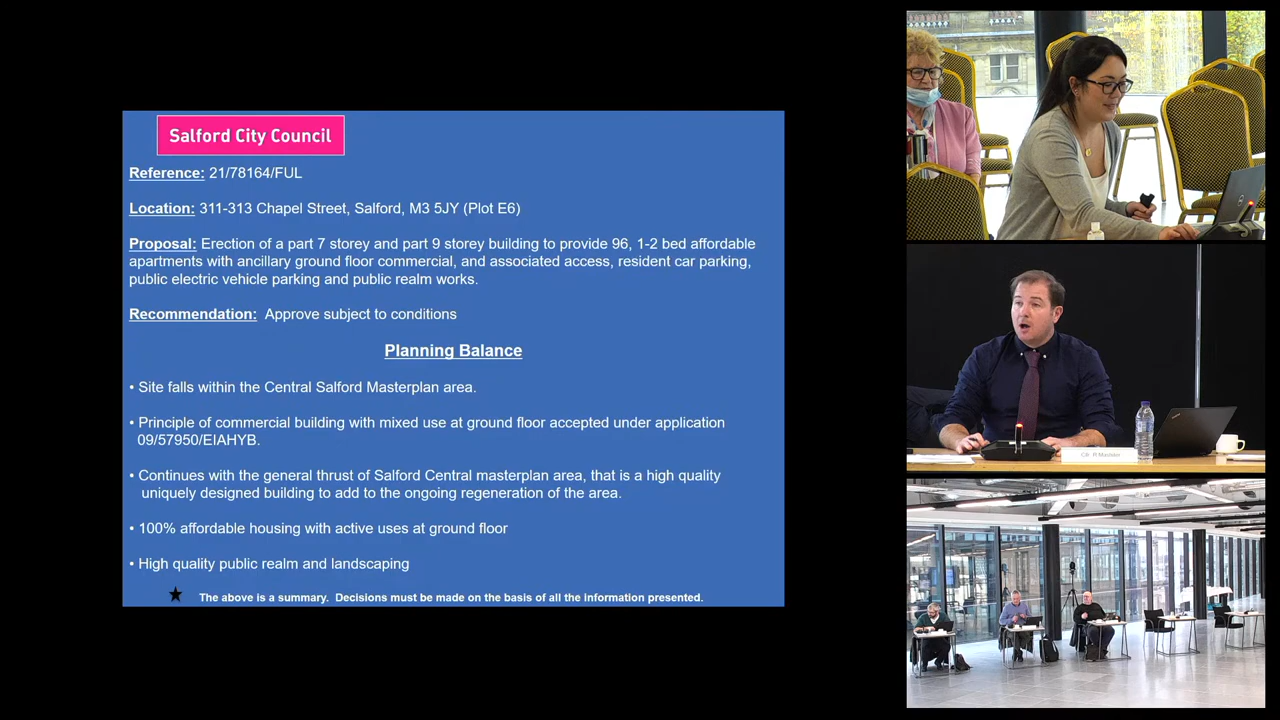 Salford City Council
Reference: 21/78164/FUL
Location: 311-313 Chapel Street, Salford, M3 5JY (Plot E6)
Proposal: Erection of a part 7 storey and part 9 storey building to provide 96, 1-2 bed affordable
apartments with ancillary ground floor commercial, and associated access, resident car parking,
public electric vehicle parking and public realm works.
Recommendation: Approve subject to conditions
Planning Balance
• Site falls within the Central Salford Masterplan area.
• Principle of commercial building with mixed use at ground floor accepted under application
09/57950/EIAHYB.
• Continues with the general thrust of Salford Central masterplan area, that is a high quality
uniquely designed building to add to the ongoing regeneration of the area.
• 100% affordable housing with active uses at ground floor
• High quality public realm and landscaping
★ The above is a summary. Decisions must be made on the basis of all the information presented.